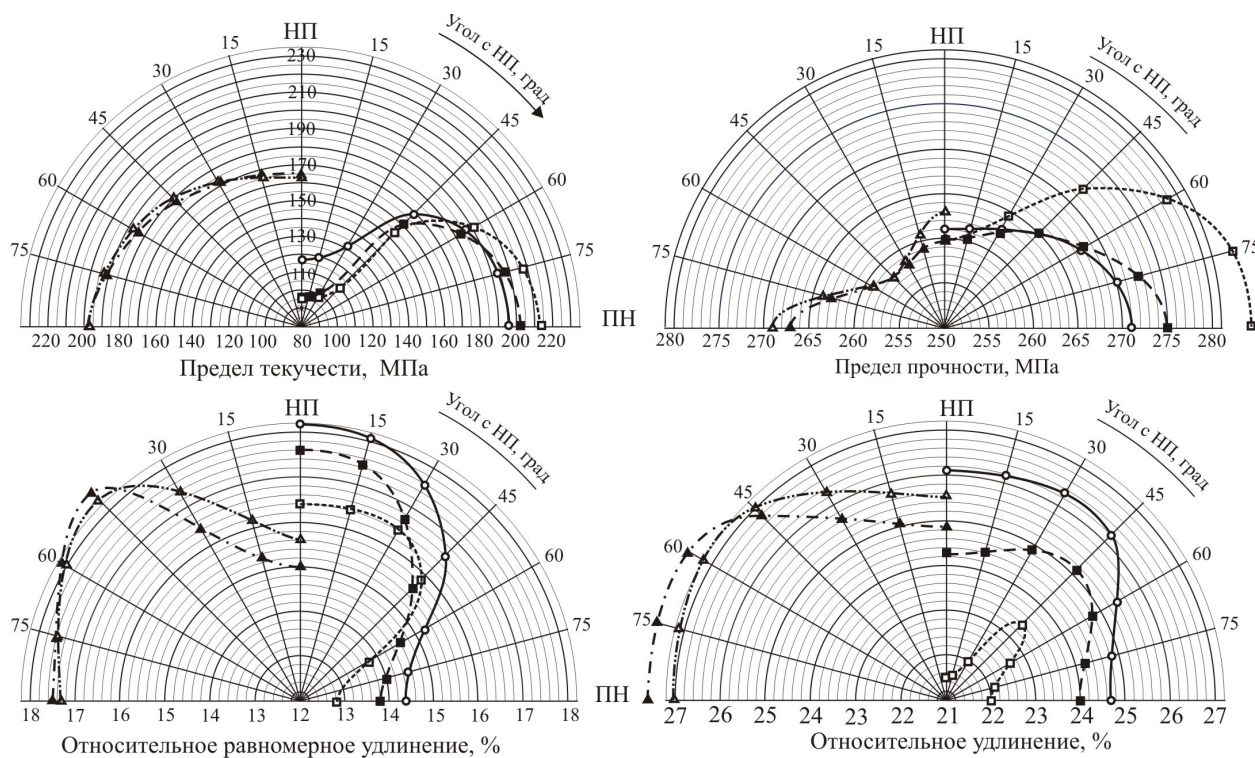 НП
НП
15
15
15
15
Угол с НП, град
Угол с НП, град
30
30
30
30
45
45
45
45
60
60
60
60
75
75
75
75
230
210
190
170
150
130
110
220 200 180 160 140 120 100 80 100 120 140 160 180 200 220
ПН
280 275 270 265 260 255 250 255 260 265 270 275 280
Предел текучести, МПа
Предел прочности, МПа
НП
НП
15
15
15
15
Угол с НП, град
Угол с НП, град
30
30
30
30
45
45
45
45
60
60
60
60
75
75
75
75
18 17 16 15 14 13 12 13 14 15 16 17 18
ПН
27 26 25 24 23 22 21 22 23 24 25 26 27
Относительное равномерное удлинение, %
Относительное удлинение, %